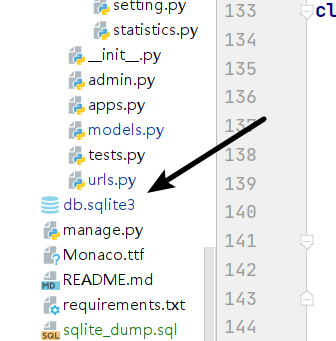 setting.py
statistics.py
__init__.py
admin.py
apps.py
models.py
tests.py
urls.py
db.sqlite3
manage.py
Monaco.ttf
MD README.md
requirements.txt
SQL sqlite_dump.sql
133 cl
134
135
136
137
138
139
140
141
142
143
144